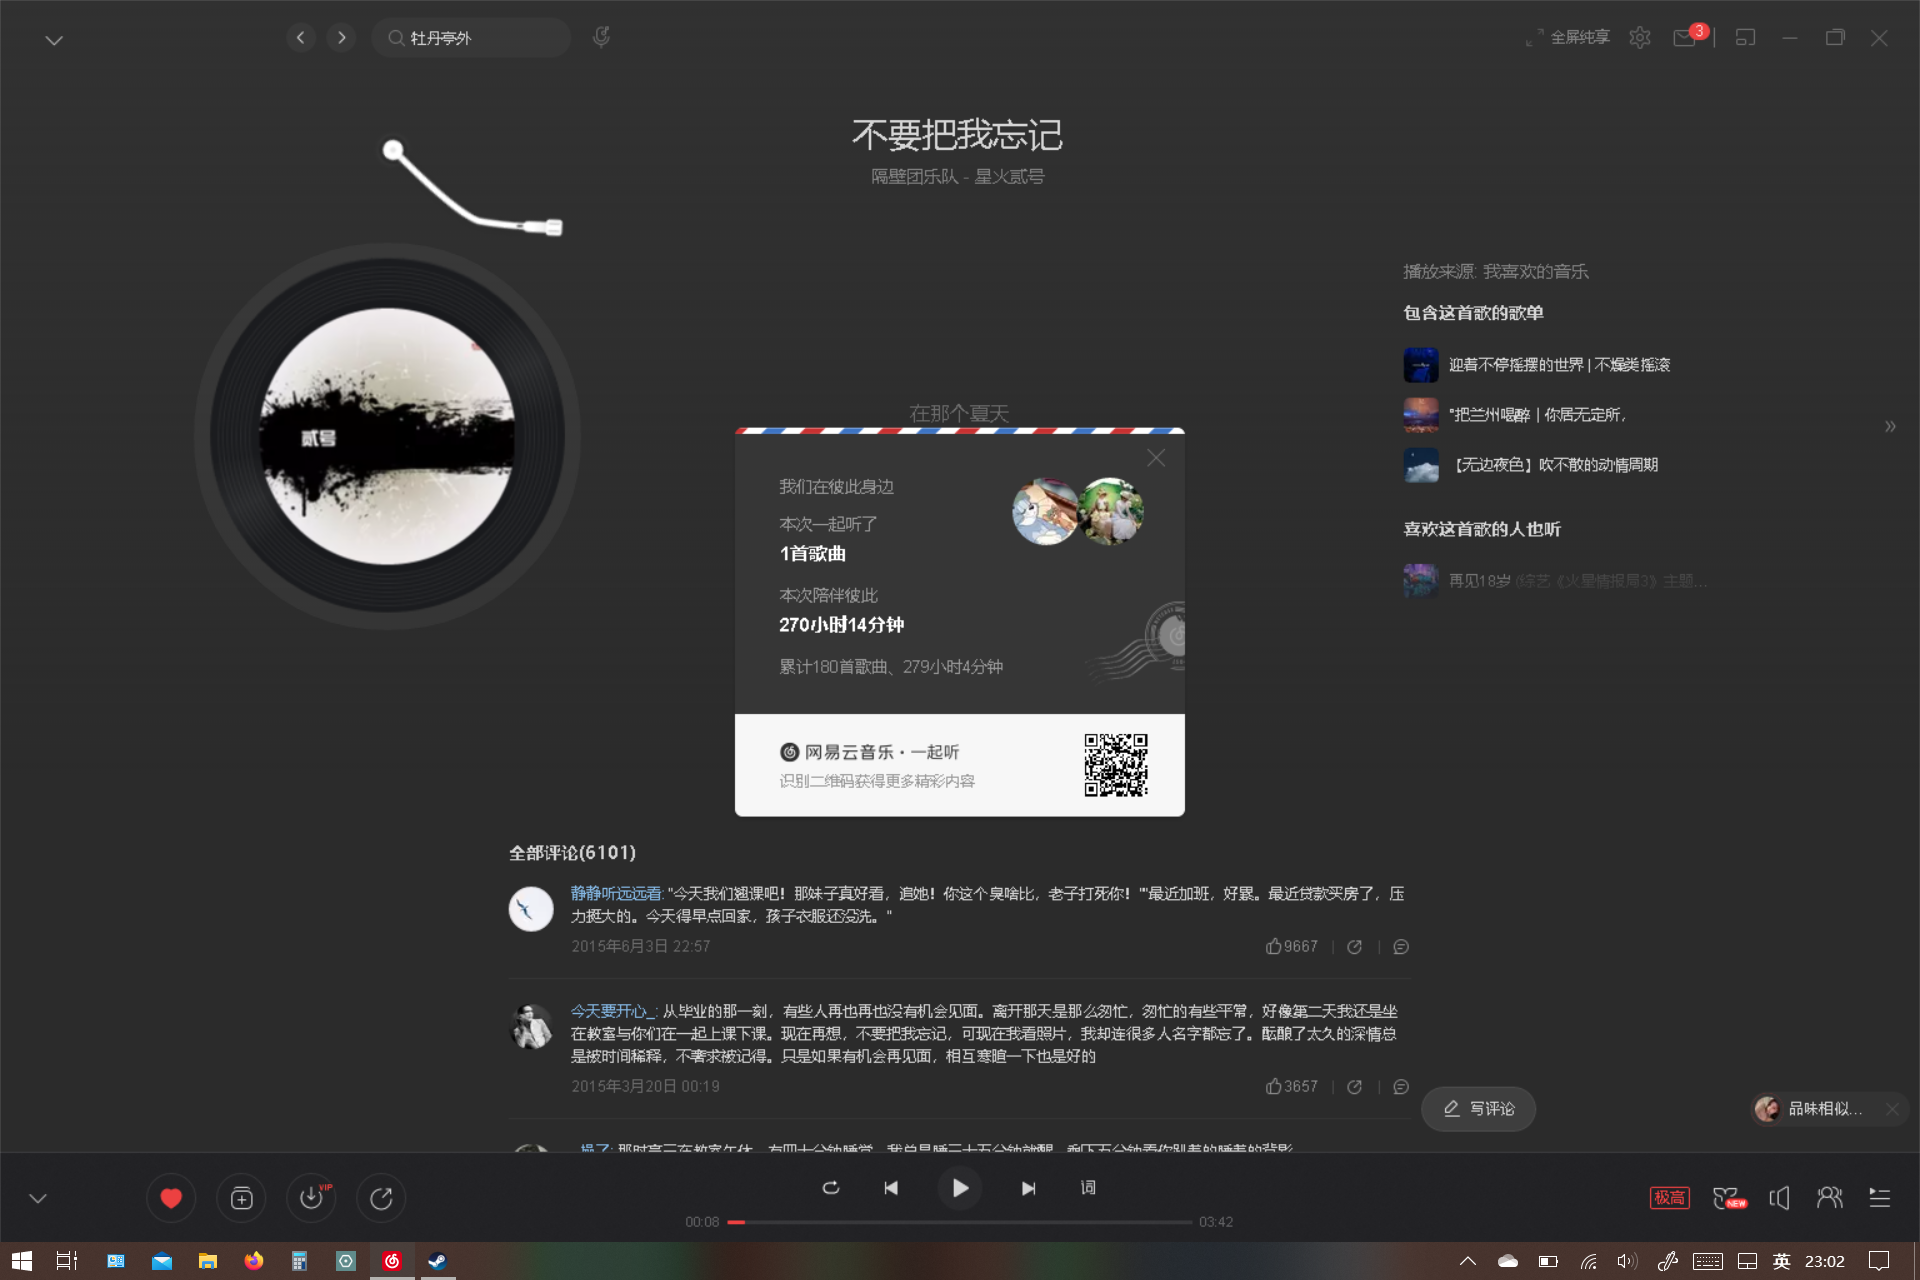 牡丹亭外
全屏纯享
3
不要把我忘记
隔壁团乐队 - 星火贰号
贰号
播放来源: 我喜欢的音乐
包含这首歌的歌单
迎着不停摇摆的世界 | 不燥类摇滚
"把兰州喝醉 | 你居无定所,
【无边夜色】吹不散的动情周期
喜欢这首歌的人也听
再见18岁 (综艺《火星情报局3》主题...
在那个夏天
我们在彼此身边
本次一起听了
1首歌曲
本次陪伴彼此
270小时14分钟
累计180首歌曲、279小时4分钟
网易云音乐·一起听
识别二维码获得更多精彩内容
全部评论(6101)
静静听远远看: "今天我们翘课吧！那妹子真好看，追她！你这个臭啥比，老子打死你！""最近加班，好累。最近贷款买房了，压
力挺大的。今天得早点回家，孩子衣服还没洗。"
2015年6月3日 22:57
9667
今天要开心_: 从毕业的那一刻，有些人再也再也没有机会见面。离开那天是那么匆忙，匆忙的有些平常，好像第二天我还是坐
在教室与你们在一起上课下课。现在再想，不要把我忘记，可现在我看照片，我却连很多人名字都忘了。酝酿了太久的深情总
是被时间稀释，不奢求被记得。只是如果有机会再见面，相互寒暄一下也是好的
2015年3月20日 00:19
3657
写评论
品味相似...
VIP
词
00:08
03:42
极高
NEW
英
23:02